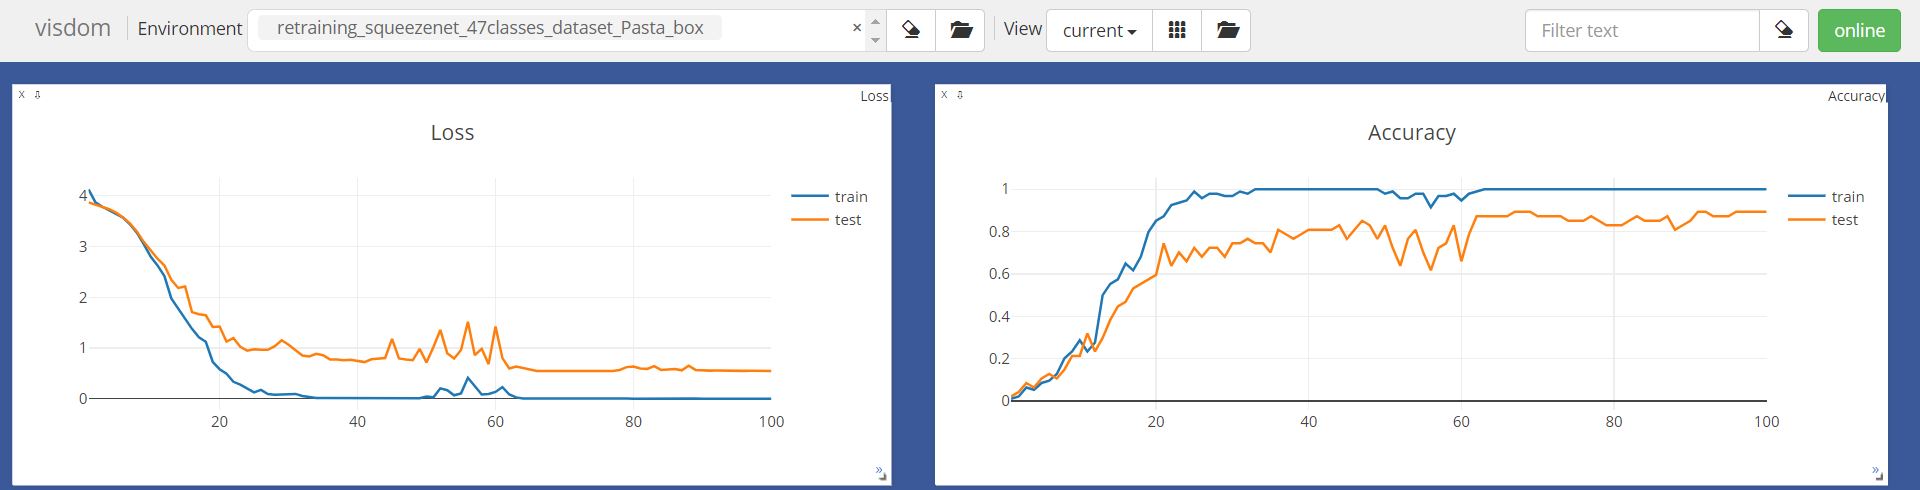 visdom Environment retraining_squeezenet_47classes_dataset_Pasta_box × View current Filter text online
X Loss
Loss
4
3
2
1
0
20 40 60 80 100
train
test
»
X Accuracy
Accuracy
1
0.8
0.6
0.4
0.2
0
20 40 60 80 100
train
test
»